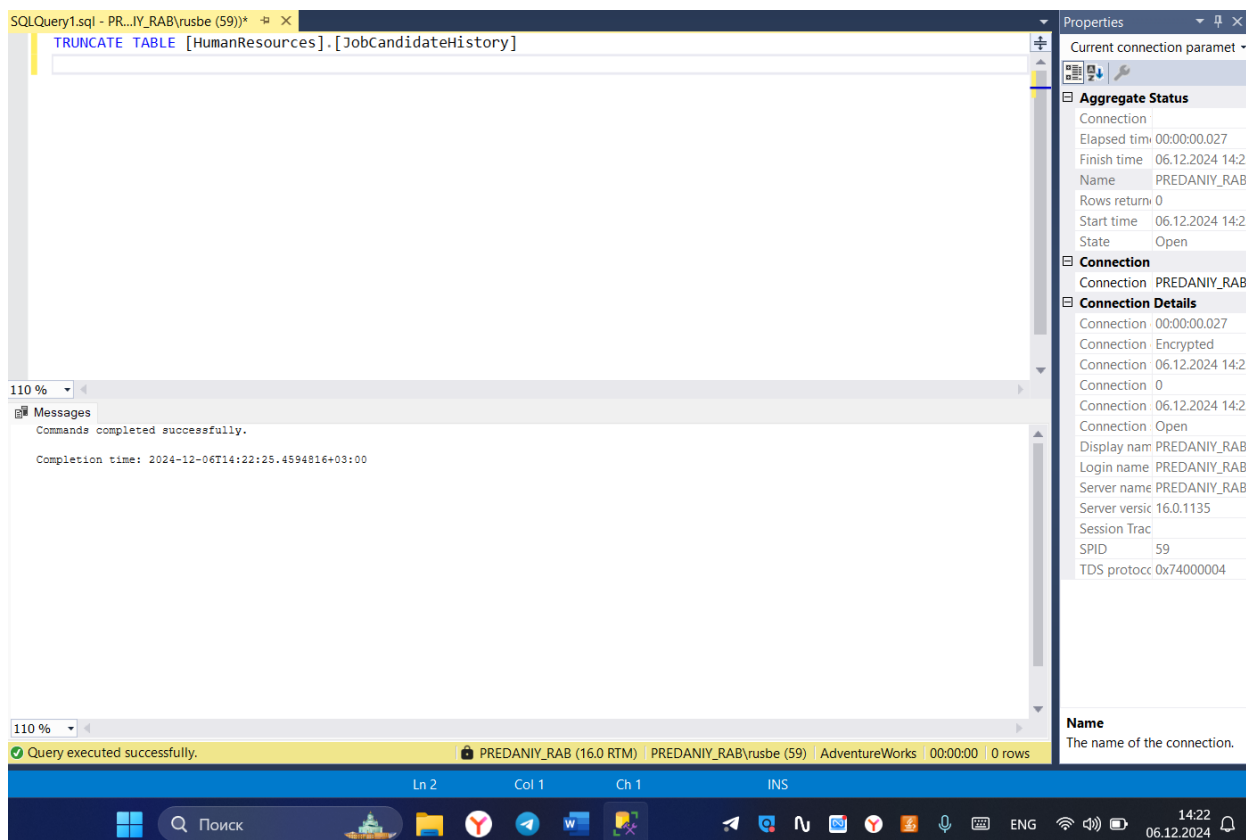 SQLQuery1.sql - PR...IY_RAB\rusbe (59))*
TRUNCATE TABLE [HumanResources].[JobCandidateHistory]
110 %
Messages
Commands completed successfully.
Completion time: 2024-12-06T14:22:25.4594816+03:00
110 %
Query executed successfully. PREDANIY_RAB (16.0 RTM) PREDANIY_RAB\rusbe (59) AdventureWorks 00:00:00 0 rows
Properties
Current connection paramet
Aggregate Status
Connection
Elapsed tim 00:00:00.027
Finish time 06.12.2024 14:2
Name PREDANIY_RAB
Rows return 0
Start time 06.12.2024 14:2
State Open
Connection
Connection PREDANIY_RAB
Connection Details
Connection 00:00:00.027
Connection Encrypted
Connection 06.12.2024 14:2
Connection 0
Connection 06.12.2024 14:2
Connection Open
Display nam PREDANIY_RAB
Login name PREDANIY_RAB
Server name PREDANIY_RAB
Server versic 16.0.1135
Session Trac
SPID 59
TDS protocc 0x74000004
Name
The name of the connection.
Ln 2 Col 1 Ch 1 INS
Поиск ENG 14:22
06.12.2024